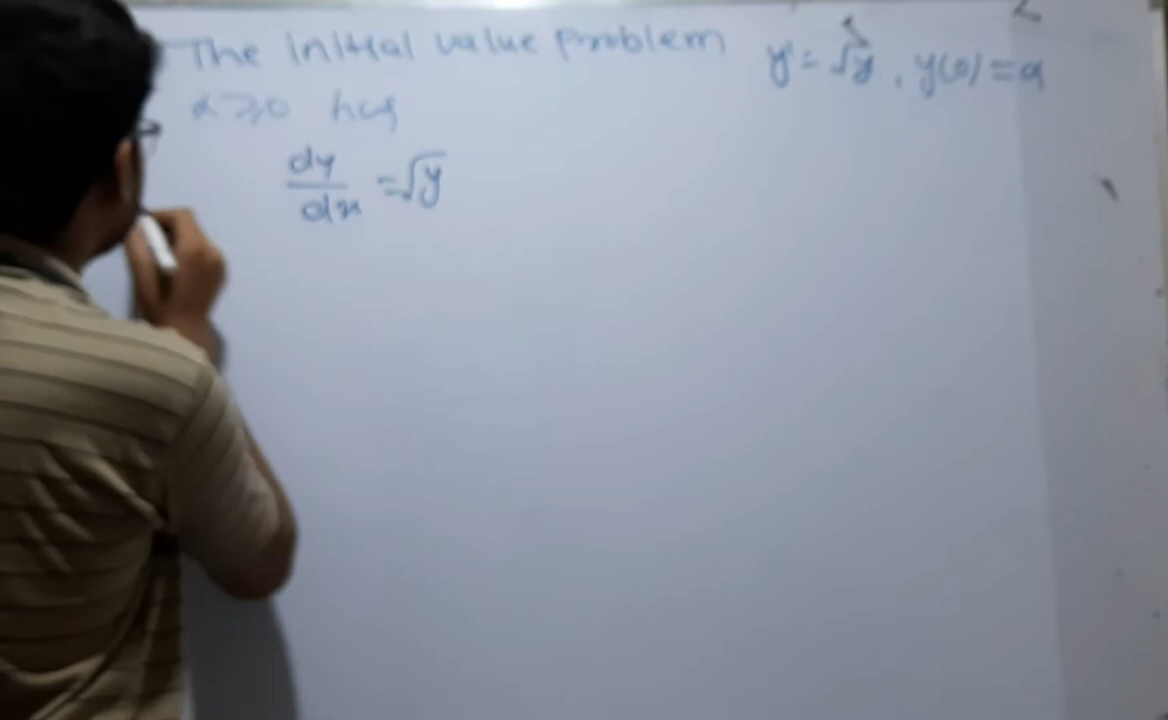 The initial value problem y' = √y , y(0) = α
α ≥ 0 has
dy/dx = √y